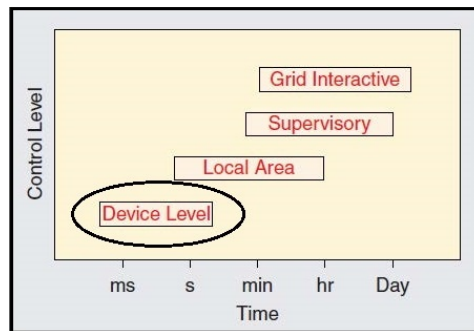 Control Level
Grid Interactive
Supervisory
Local Area
Device Level
ms s min hr Day
Time